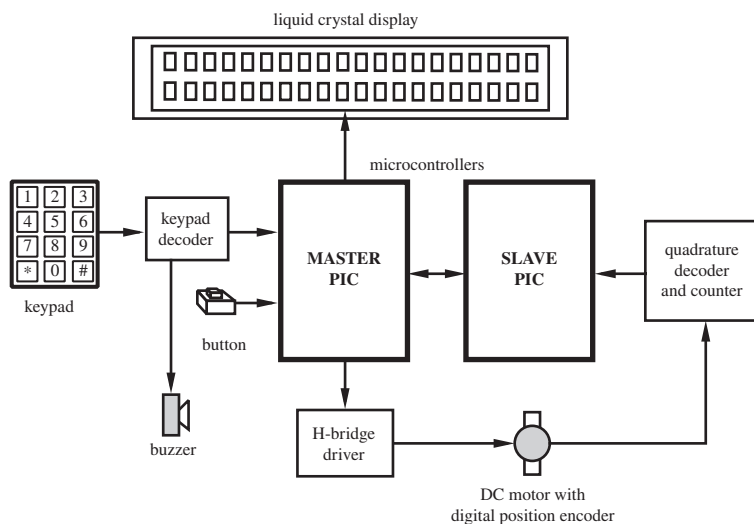 liquid crystal display
microcontrollers
1 2 3
4 5 6
7 8 9
* 0 #
keypad
keypad
decoder
MASTER
PIC
SLAVE
PIC
quadrature
decoder
and counter
button
buzzer
H-bridge
driver
DC motor with
digital position encoder